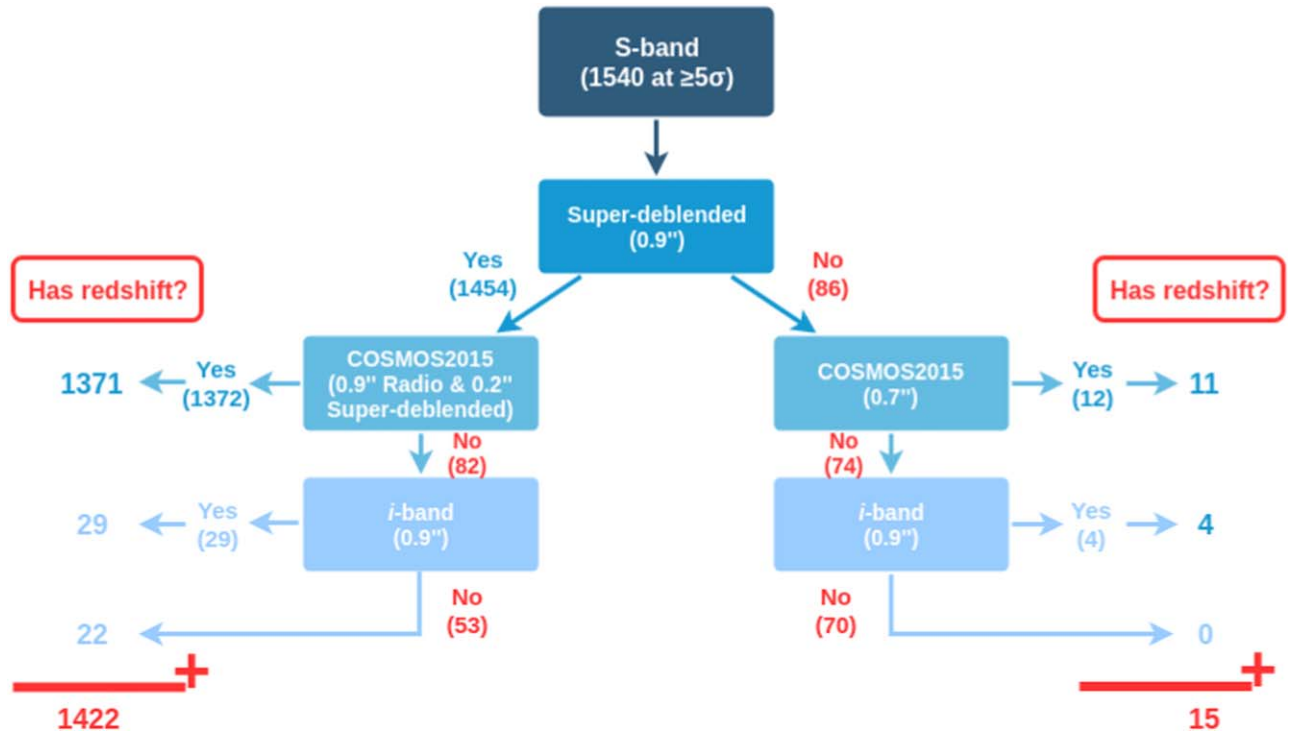 S-band
(1540 at ≥5σ)
Super-deblended
(0.9'')
Yes
(1454)
No
(86)
Has redshift?
Has redshift?
COSMOS2015
(0.9'' Radio & 0.2''
Super-deblended)
Yes
(1372)
1371
COSMOS2015
(0.7'')
Yes
(12)
11
No
(82)
No
(74)
i-band
(0.9'')
Yes
(29)
29
i-band
(0.9'')
Yes
(4)
4
No
(53)
22
No
(70)
0
+
1422
+
15